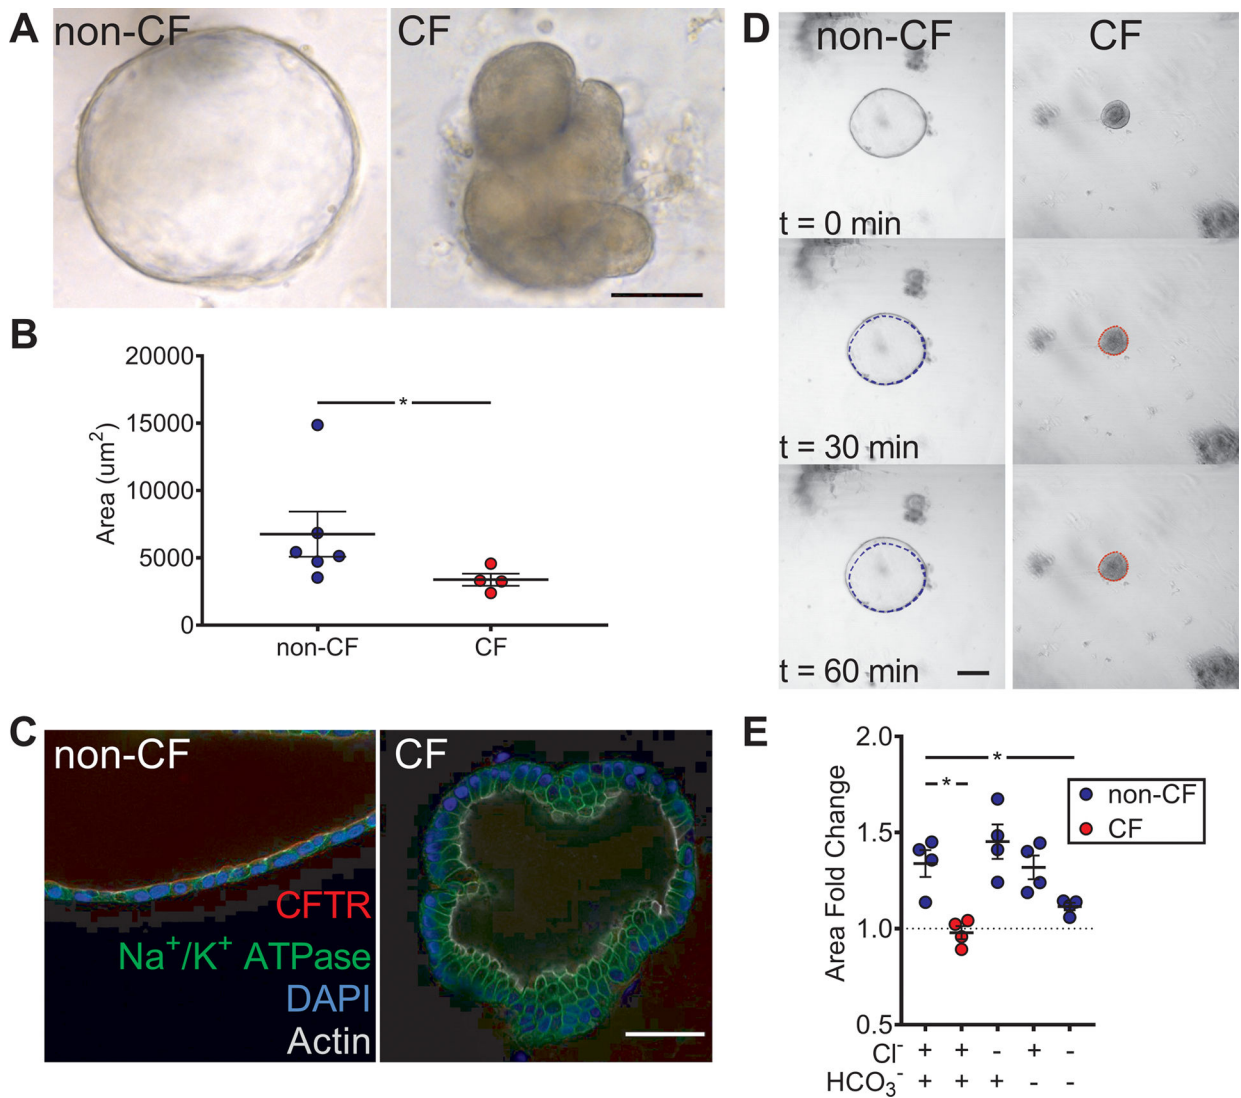 A
non-CF
CF
B
20000
15000
10000
5000
0
Area (um²)
*
non-CF
CF
C
non-CF
CF
CFTR
Na⁺/K⁺ ATPase
DAPI
Actin
D
non-CF
CF
t = 0 min
t = 30 min
t = 60 min
E
2.0
1.5
1.0
0.5
Area Fold Change
*
*
non-CF
CF
Cl⁻ + + - + -
HCO₃⁻ + + + - -